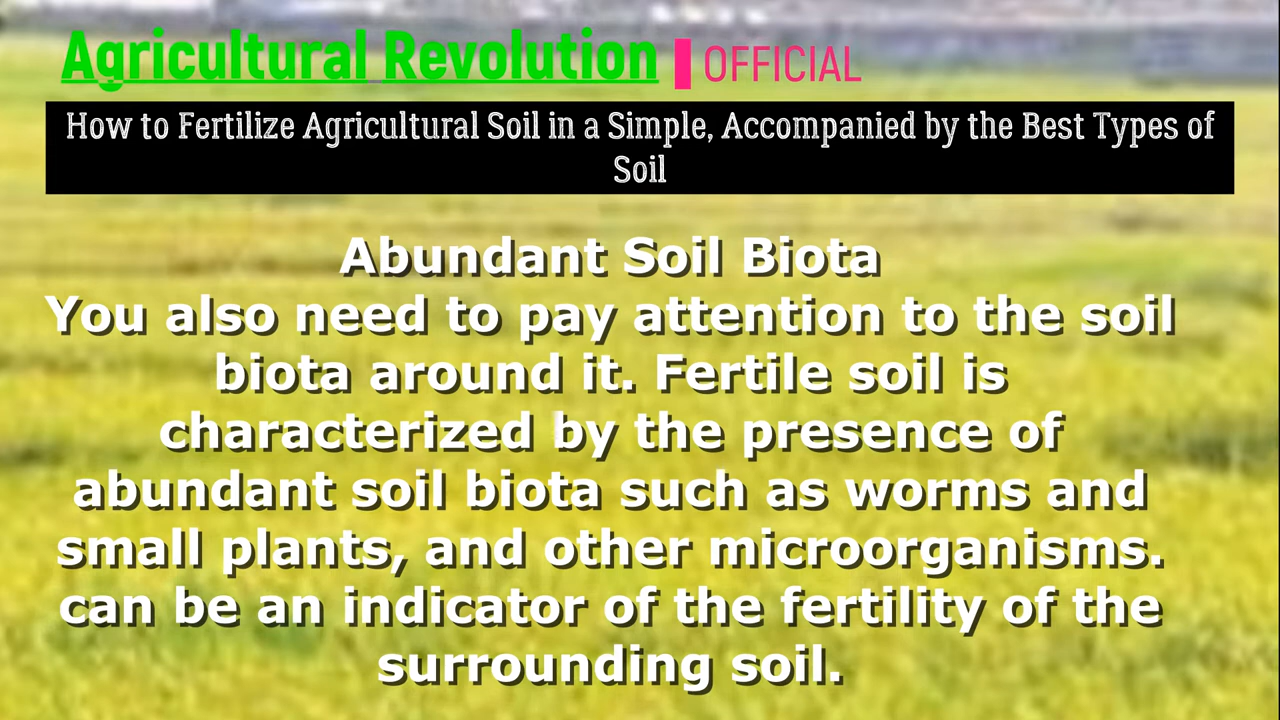 Agricultural Revolution OFFICIAL
How to Fertilize Agricultural Soil in a Simple, Accompanied by the Best Types of
Soil
Abundant Soil Biota
You also need to pay attention to the soil
biota around it. Fertile soil is
characterized by the presence of
abundant soil biota such as worms and
small plants, and other microorganisms.
can be an indicator of the fertility of the
surrounding soil.